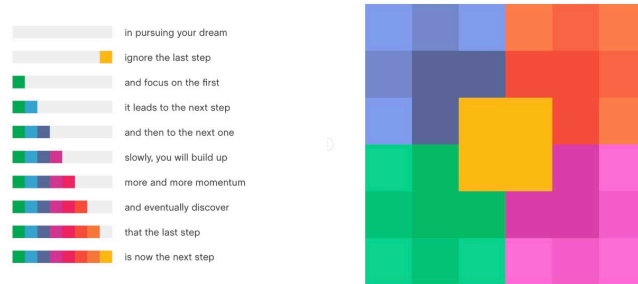 in pursuing your dream
ignore the last step
and focus on the first
it leads to the next step
and then to the next one
slowly, you will build up
more and more momentum
and eventually discover
that the last step
is now the next step